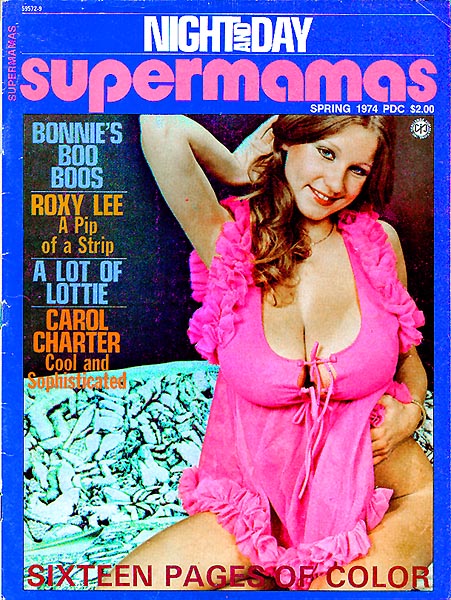 59572-9
NIGHT AND DAY
SUPERMAMAS
supermamas
SPRING 1974 PDC $2.00
BONNIE'S
BOO
BOOS
ROXY LEE
A Pip
of a Strip
A LOT OF
LOTTIE
CAROL
CHARTER
Cool and
Sophisticated
SIXTEEN PAGES OF COLOR